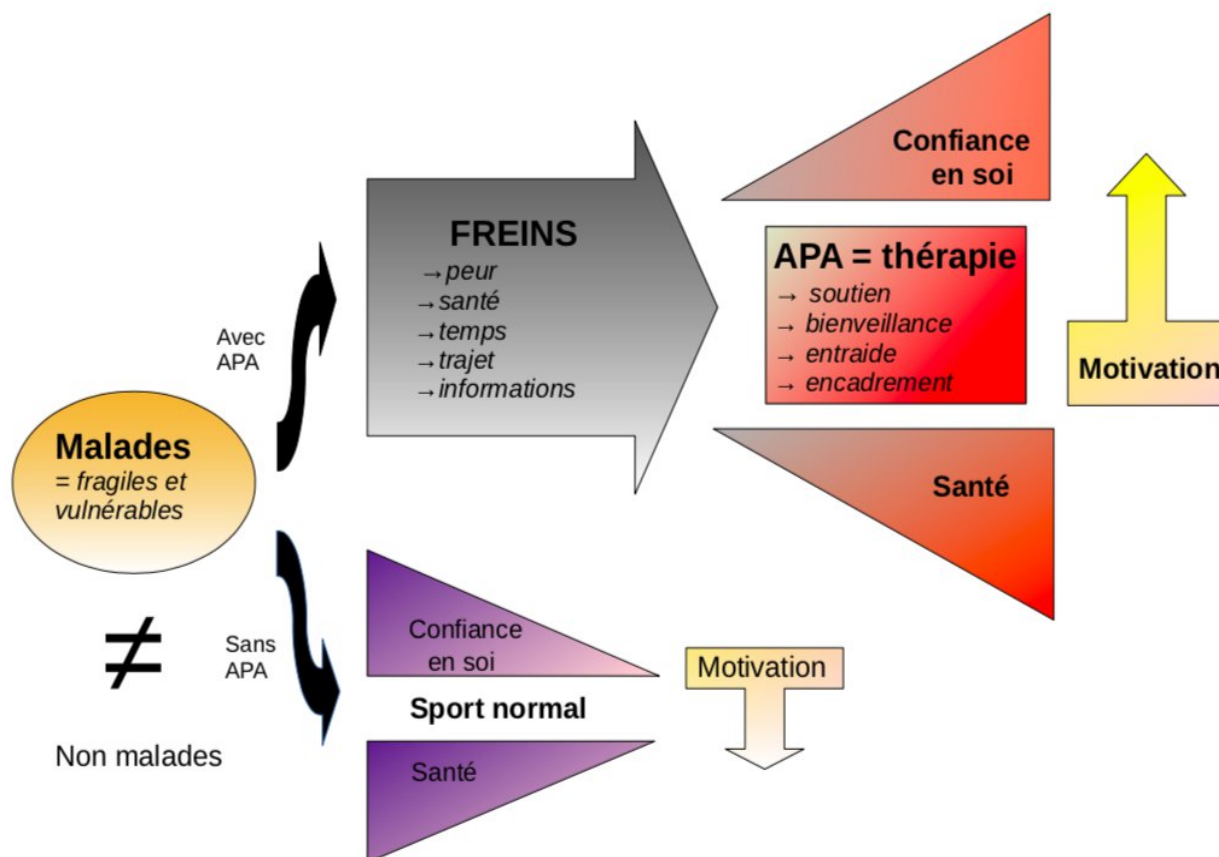 Malades
= fragiles et
vulnérables
≠
Non malades
Avec
APA
FREINS
→peur
→santé
→temps
→trajet
→informations
Confiance
en soi
APA = thérapie
→ soutien
→ bienveillance
→ entraide
→ encadrement
Santé
Motivation
Sans
APA
Confiance
en soi
Sport normal
Santé
Motivation